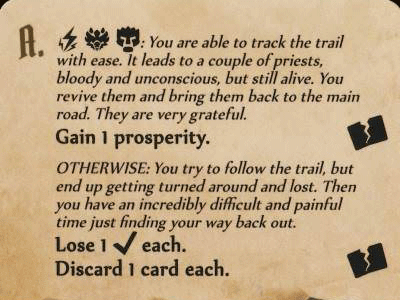 A. : You are able to track the trail
with ease. It leads to a couple of priests,
bloody and unconscious, but still alive. You
revive them and bring them back to the main
road. They are very grateful.
Gain 1 prosperity.
OTHERWISE: You try to follow the trail, but
end up getting turned around and lost. Then
you have an incredibly difficult and painful
time just finding your way back out.
Lose 1 ✓ each.
Discard 1 card each.